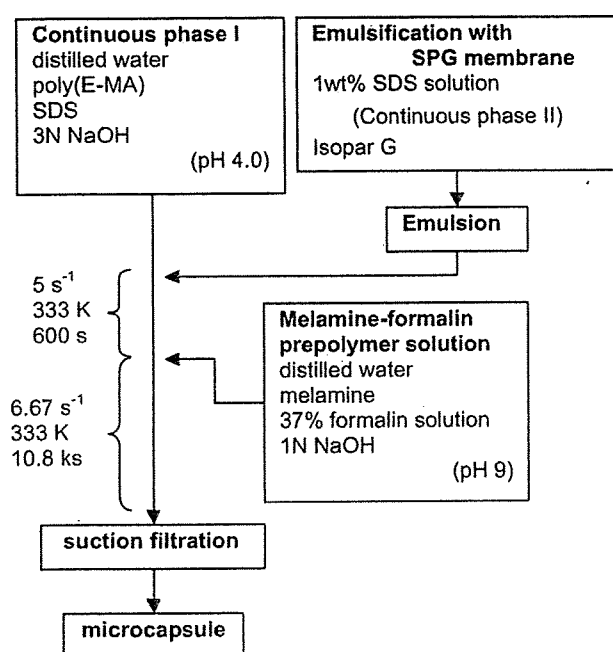 Continuous phase I
distilled water
poly(E-MA)
SDS
3N NaOH
(pH 4.0)
Emulsification with
SPG membrane
1wt% SDS solution
(Continuous phase II)
Isopar G
Emulsion
5 s⁻¹
333 K
600 s
Melamine-formalin
prepolymer solution
distilled water
melamine
37% formalin solution
1N NaOH
(pH 9)
6.67 s⁻¹
333 K
10.8 ks
suction filtration
microcapsule